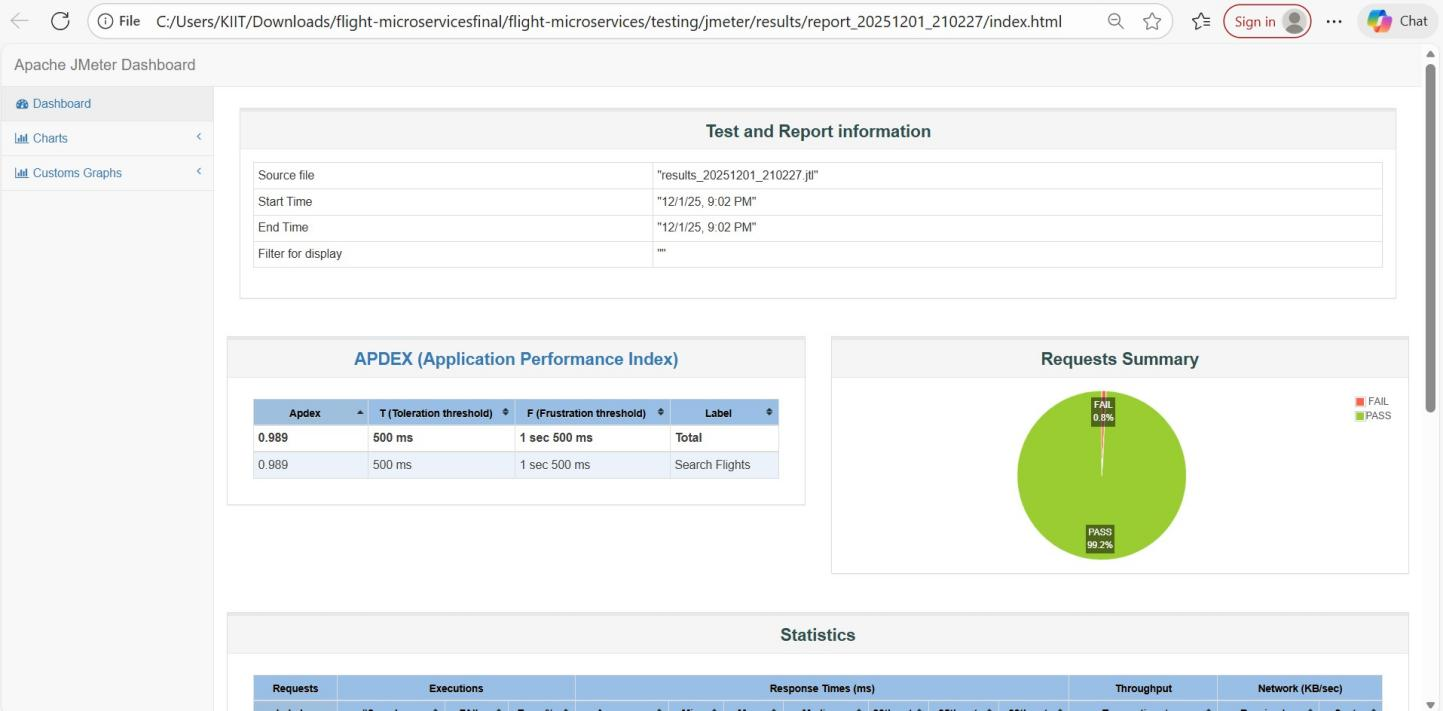 File C:/Users/KIIT/Downloads/flight-microservicesfinal/flight-microservices/testing/jmeter/results/report_20251201_210227/index.html Sign in Chat
Apache JMeter Dashboard
Dashboard
Charts
Customs Graphs
Test and Report information
Source file "results_20251201_210227.jtl"
Start Time "12/1/25, 9:02 PM"
End Time "12/1/25, 9:02 PM"
Filter for display ""
APDEX (Application Performance Index)
Apdex T (Toleration threshold) F (Frustration threshold) Label
0.989 500 ms 1 sec 500 ms Total
0.989 500 ms 1 sec 500 ms Search Flights
Requests Summary
FAIL
0.8%
PASS
99.2%
FAIL
PASS
Statistics
Requests Executions Response Times (ms) Throughput Network (KB/sec)